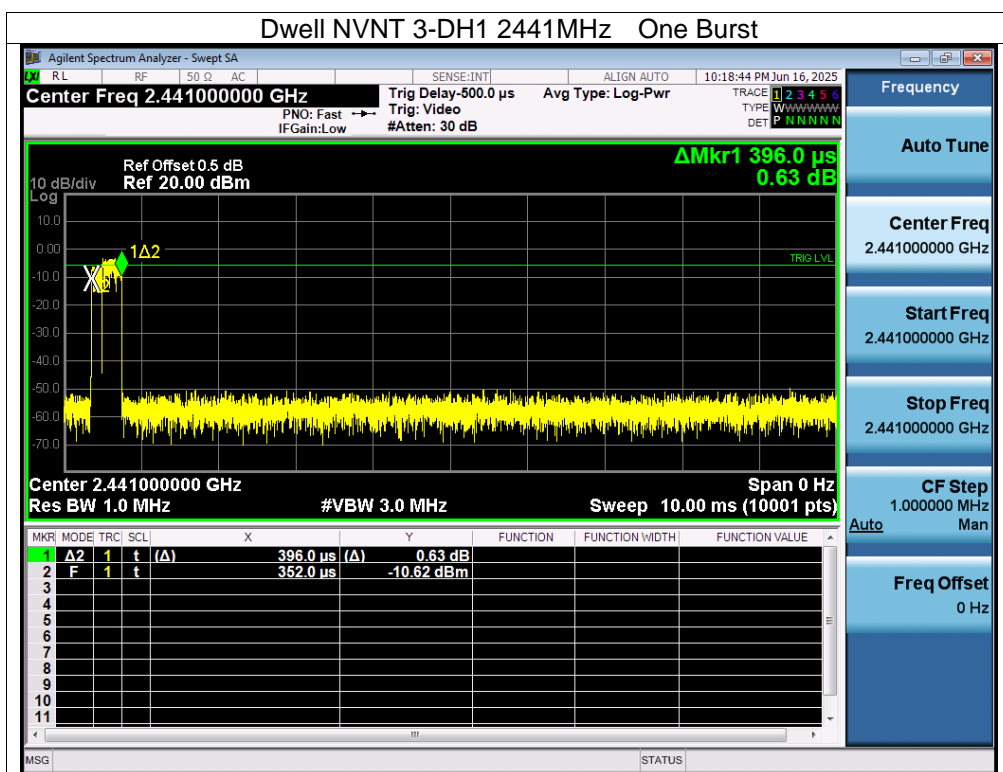 Dwell NVNT 3-DH1 2441MHz One Burst
Agilent Spectrum Analyzer - Swept SA
LXI RL RF 50 Ω AC SENSE:INT ALIGN AUTO 10:18:44 PM Jun 16, 2025
Center Freq 2.441000000 GHz Trig Delay-500.0 µs Avg Type: Log-Pwr TRACE 1 2 3 4 5 6
PNO: Fast Trig: Video TYPE WWWWWWW
IFGain:Low #Atten: 30 dB DET P N N N N N
Frequency
ΔMkr1 396.0 µs
0.63 dB
Ref Offset 0.5 dB
10 dB/div Ref 20.00 dBm
Log
10.0
0.00
-10.0
-20.0
-30.0
-40.0
-50.0
-60.0
-70.0
1Δ2
TRIG LVL
Center 2.441000000 GHz Span 0 Hz
Res BW 1.0 MHz #VBW 3.0 MHz Sweep 10.00 ms (10001 pts)
MKR MODE TRC SCL X Y FUNCTION FUNCTION WIDTH FUNCTION VALUE
1 Δ2 1 t (Δ) 396.0 µs (Δ) 0.63 dB
2 F 1 t 352.0 µs -10.62 dBm
3
4
5
6
7
8
9
10
11
MSG STATUS
Auto Tune
Center Freq
2.441000000 GHz
Start Freq
2.441000000 GHz
Stop Freq
2.441000000 GHz
CF Step
1.000000 MHz
Auto Man
Freq Offset
0 Hz